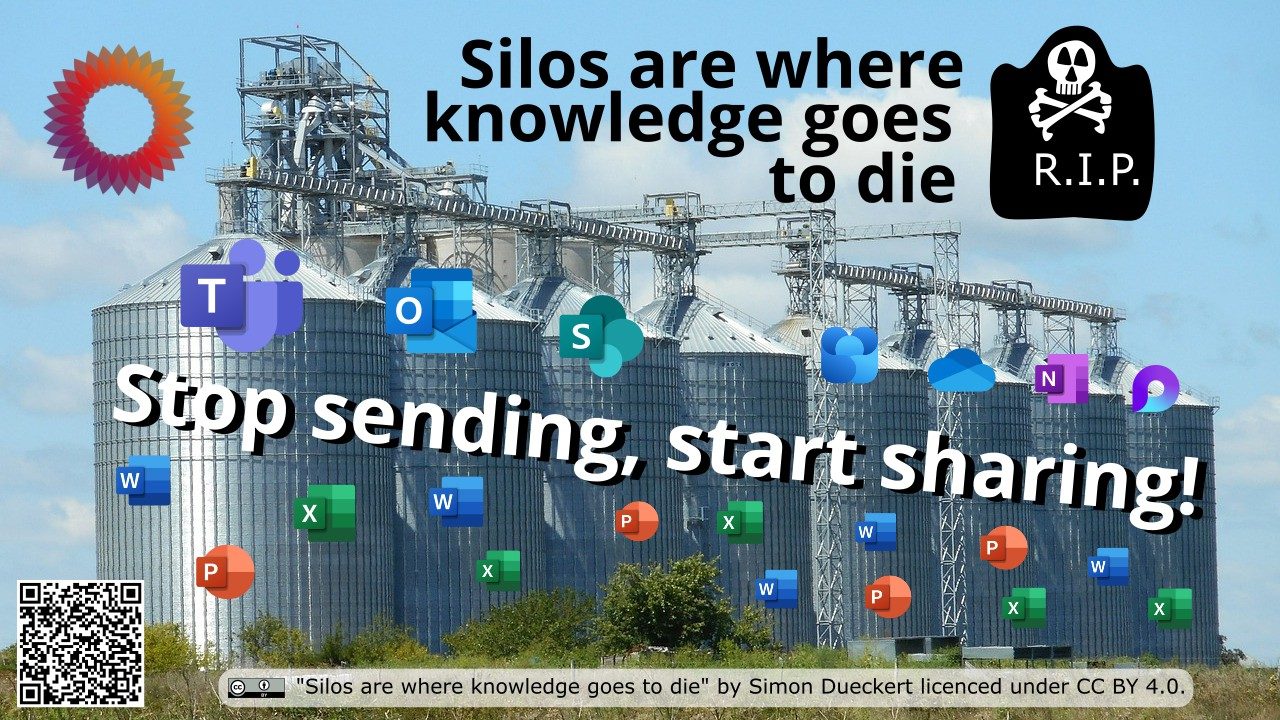 Silos are where
knowledge goes
to die
R.I.P.
T
O
S
N
Stop sending, start sharing!
W
X
W
P
X
W
P
W
P
X
W
P
X
X
BY
"Silos are where knowledge goes to die" by Simon Dueckert licenced under CC BY 4.0.